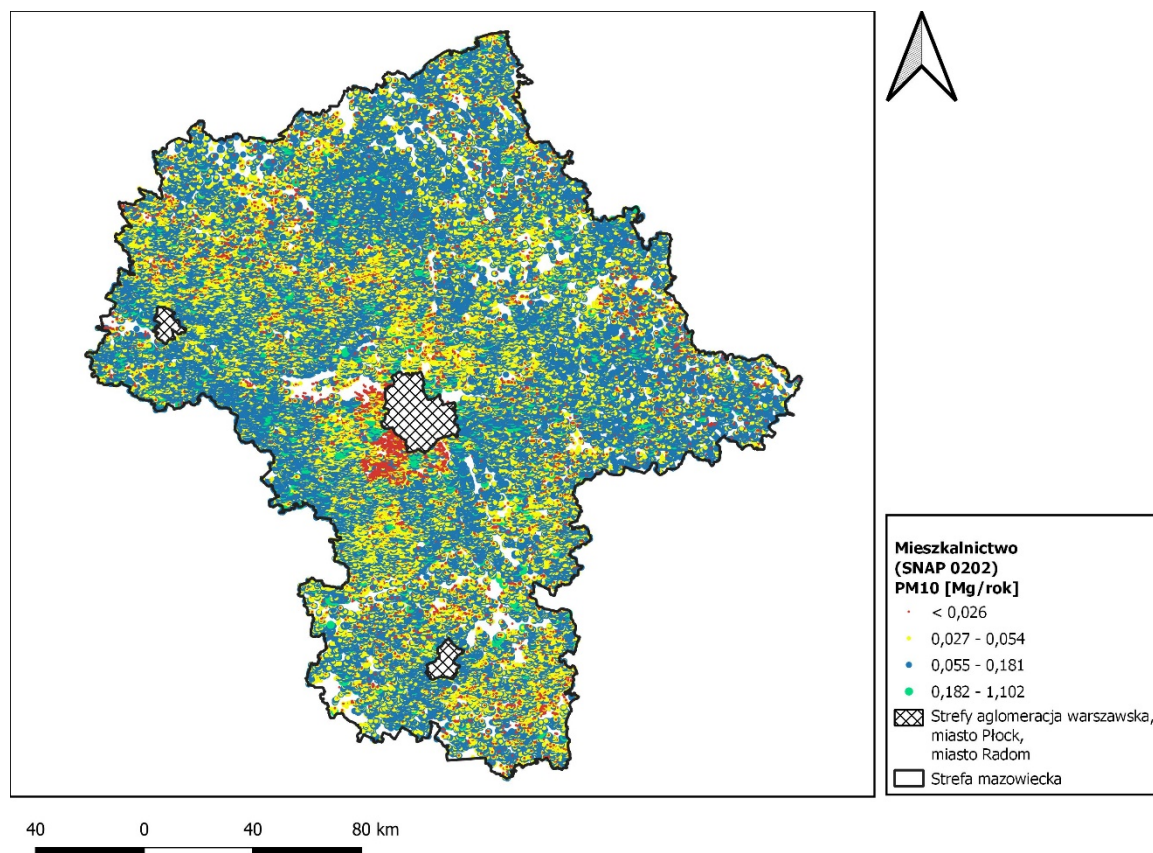 Mieszkalnictwo
(SNAP 0202)
PM10 [Mg/rok]
< 0,026
0,027 - 0,054
0,055 - 0,181
0,182 - 1,102
Strefy aglomeracja warszawska,
miasto Płock,
miasto Radom
Strefa mazowiecka
40 0 40 80 km